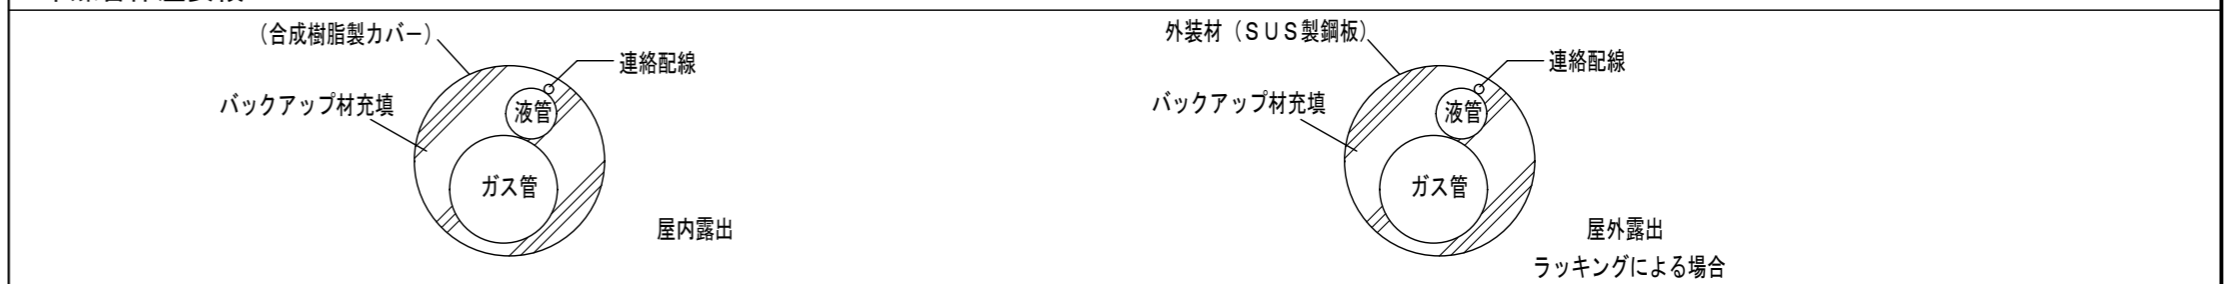 (合成樹脂製カバー)
連絡配線
バックアップ材充填
液管
ガス管
屋内露出
外装材（ＳＵＳ製鋼板）
連絡配線
バックアップ材充填
液管
ガス管
屋外露出
ラッキングによる場合